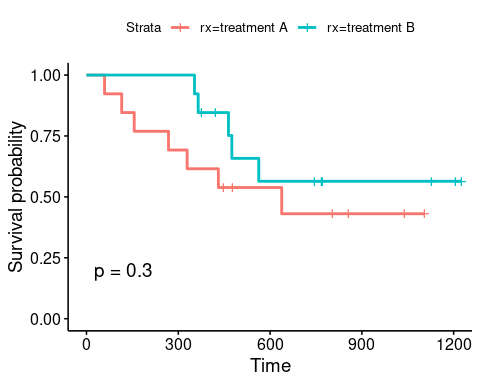 Strata rx=treatment A rx=treatment B
1.00
0.75
0.50
0.25
0.00
Survival probability
p = 0.3
0 300 600 900 1200
Time